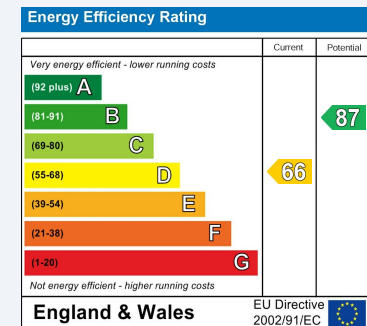 Energy Efficiency Rating
Current Potential
Very energy efficient - lower running costs
(92 plus) A
(81-91) B
87
(69-80) C
(55-68) D
66
(39-54) E
(21-38) F
(1-20) G
Not energy efficient - higher running costs
England & Wales
EU Directive
2002/91/EC